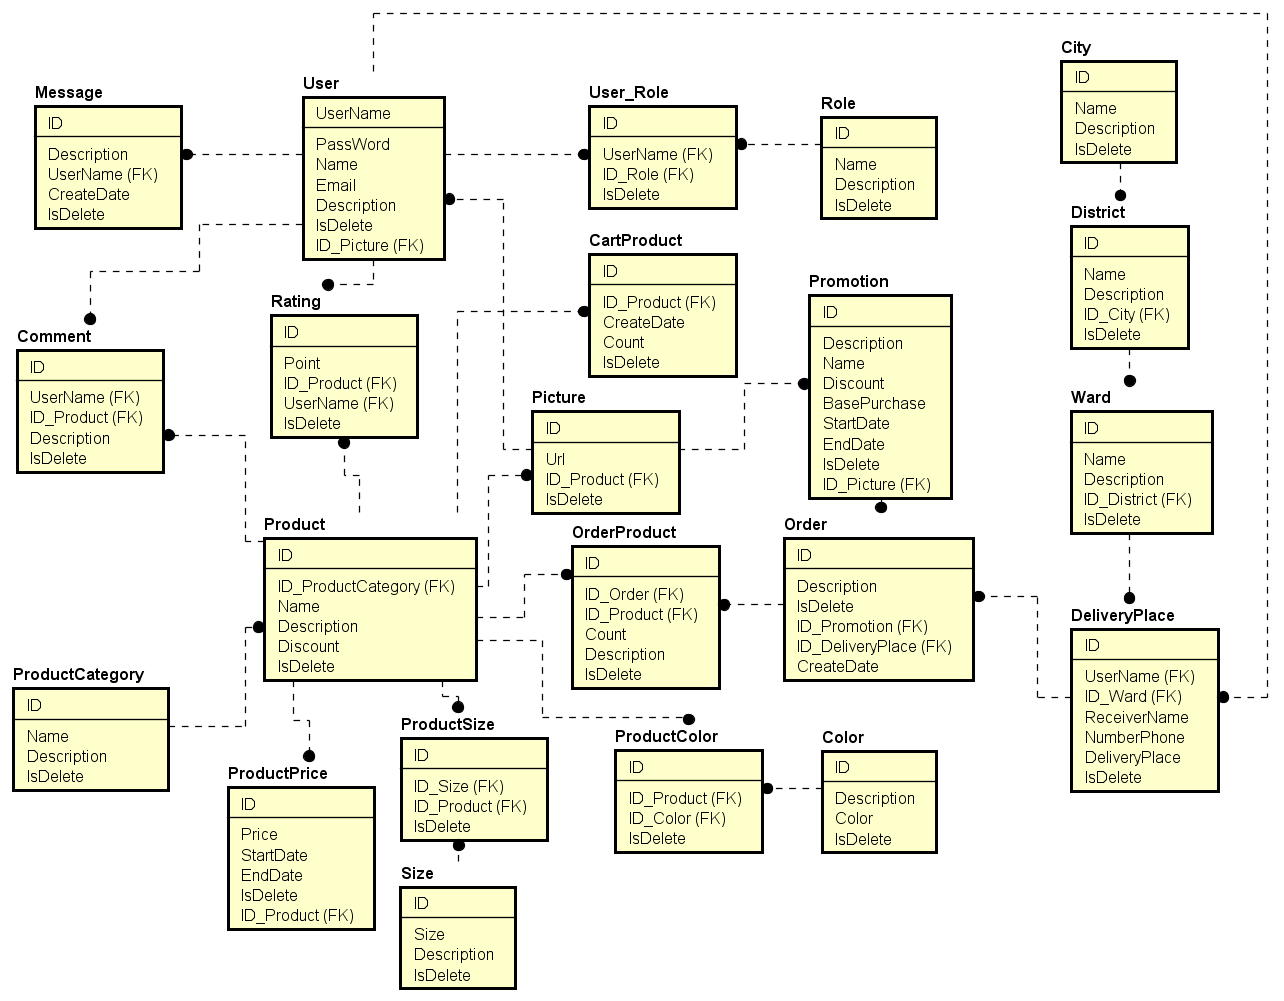 Message
ID
Description
UserName (FK)
CreateDate
IsDelete
User
UserName
PassWord
Name
Email
Description
IsDelete
ID_Picture (FK)
User_Role
ID
UserName (FK)
ID_Role (FK)
IsDelete
Role
ID
Name
Description
IsDelete
City
ID
Name
Description
IsDelete
District
ID
Name
Description
ID_City (FK)
IsDelete
CartProduct
ID
ID_Product (FK)
CreateDate
Count
IsDelete
Promotion
ID
Description
Name
Discount
BasePurchase
StartDate
EndDate
IsDelete
ID_Picture (FK)
Rating
ID
Point
ID_Product (FK)
UserName (FK)
IsDelete
Comment
ID
UserName (FK)
ID_Product (FK)
Description
IsDelete
Picture
ID
Url
ID_Product (FK)
IsDelete
Ward
ID
Name
Description
ID_District (FK)
IsDelete
Product
ID
ID_ProductCategory (FK)
Name
Description
Discount
IsDelete
OrderProduct
ID
ID_Order (FK)
ID_Product (FK)
Count
Description
IsDelete
Order
ID
Description
IsDelete
ID_Promotion (FK)
ID_DeliveryPlace (FK)
CreateDate
DeliveryPlace
ID
UserName (FK)
ID_Ward (FK)
ReceiverName
NumberPhone
DeliveryPlace
IsDelete
ProductCategory
ID
Name
Description
IsDelete
ProductPrice
ID
Price
StartDate
EndDate
IsDelete
ID_Product (FK)
ProductSize
ID
ID_Size (FK)
ID_Product (FK)
IsDelete
ProductColor
ID
ID_Product (FK)
ID_Color (FK)
IsDelete
Color
ID
Description
Color
IsDelete
Size
ID
Size
Description
IsDelete